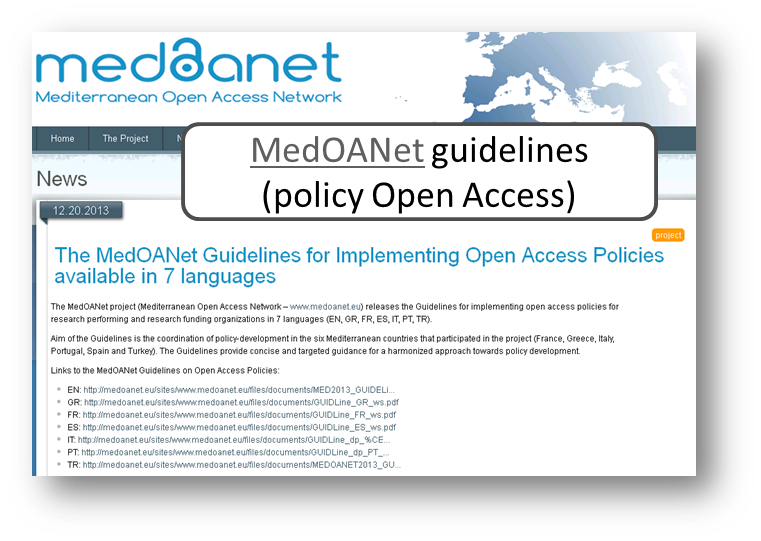 medoanet
Mediterranean Open Access Network
Home The Project N
MedOANet guidelines
(policy Open Access)
News
12.20.2013
project
The MedOANet Guidelines for Implementing Open Access Policies
available in 7 languages
The MedOANet project (Mediterranean Open Access Network – www.medoanet.eu) releases the Guidelines for implementing open access policies for
research performing and research funding organizations in 7 languages (EN, GR, FR, ES, IT, PT, TR).
Aim of the Guidelines is the coordination of policy-development in the six Mediterranean countries that participated in the project (France, Greece, Italy,
Portugal, Spain and Turkey). The Guidelines provide concise and targeted guidance for a harmonized approach towards policy development.
Links to the MedOANet Guidelines on Open Access Policies:
EN: http://medoanet.eu/sites/www.medoanet.eu/files/documents/MED2013_GUIDELi...
GR: http://medoanet.eu/sites/www.medoanet.eu/files/documents/GUIDLine_GR_ws.pdf
FR: http://medoanet.eu/sites/www.medoanet.eu/files/documents/GUIDLine_FR_ws.pdf
ES: http://medoanet.eu/sites/www.medoanet.eu/files/documents/GUIDLine_ES_ws.pdf
IT: http://medoanet.eu/sites/www.medoanet.eu/files/documents/GUIDLine_dp_%CE...
PT: http://medoanet.eu/sites/www.medoanet.eu/files/documents/GUIDLine_dp_PT_...
TR: http://medoanet.eu/sites/www.medoanet.eu/files/documents/MEDOANET2013_GU...